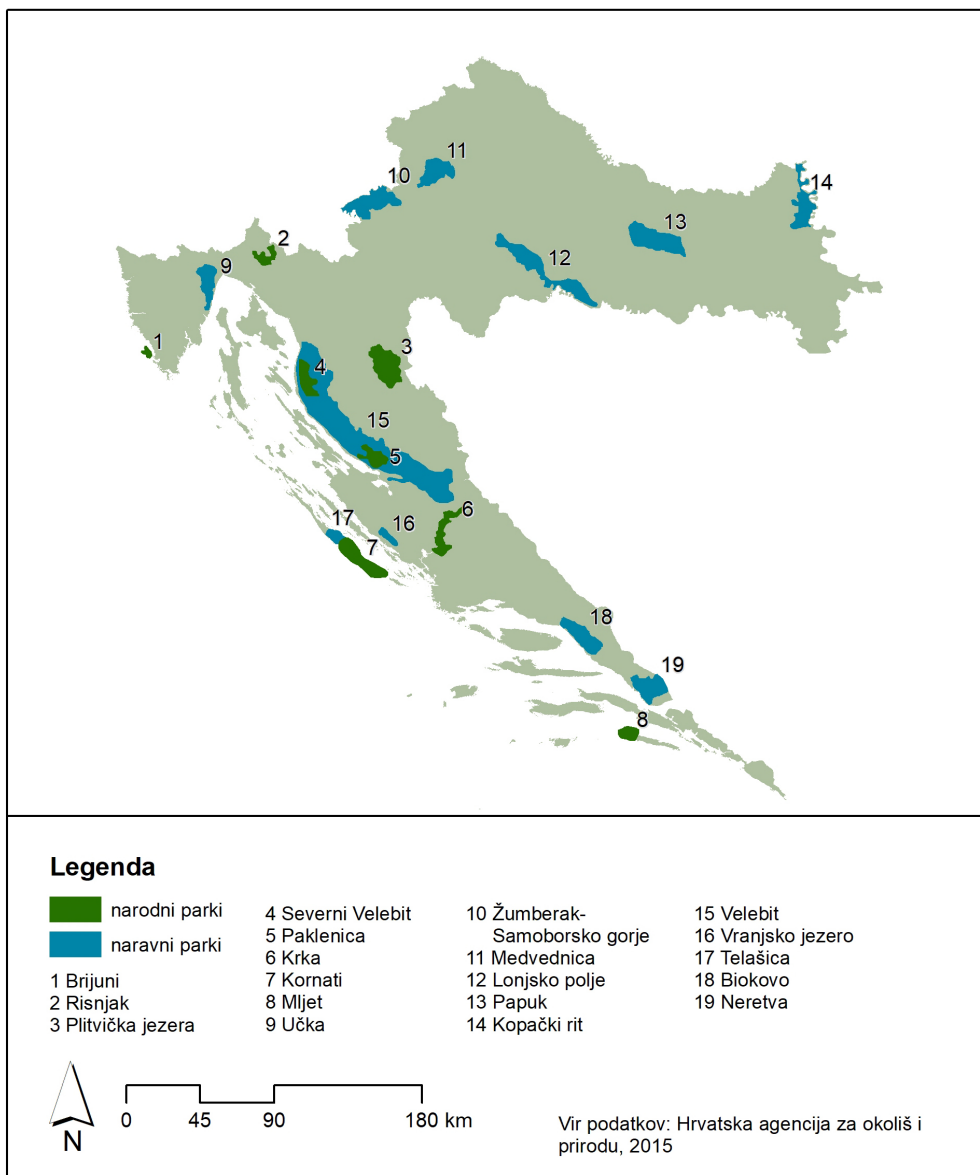 11
10
14
13
2
12
9
1
3
4
15
5
6
17
16
7
18
19
8
Legenda
narodni parki
naravni parki
1 Brijuni
2 Risnjak
3 Plitvička jezera
4 Severni Velebit
5 Paklenica
6 Krka
7 Kornati
8 Mljet
9 Učka
10 Žumberak-
Samoborsko gorje
11 Medvednica
12 Lonjsko polje
13 Papuk
14 Kopački rit
15 Velebit
16 Vranjsko jezero
17 Telašica
18 Biokovo
19 Neretva
N
0 45 90 180 km
Vir podatkov: Hrvatska agencija za okoliš i
prirodu, 2015